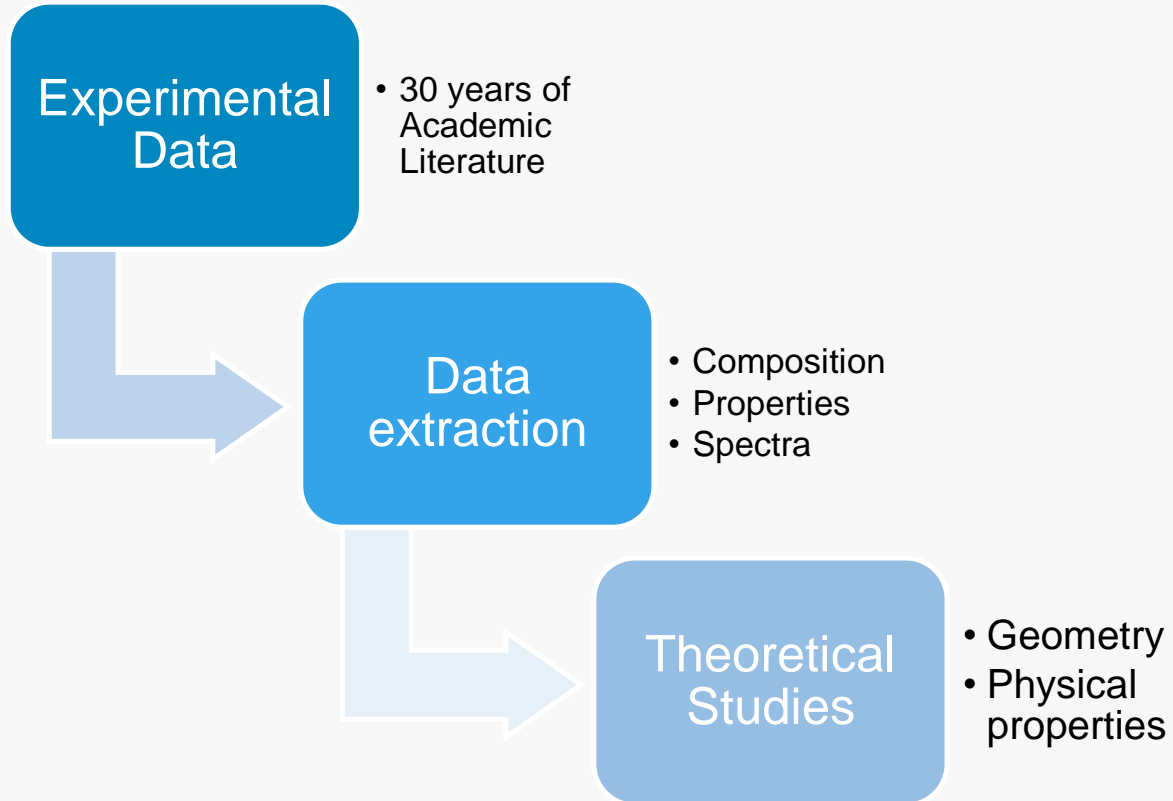 Experimental
Data
• 30 years of
Academic
Literature
Data
extraction
• Composition
• Properties
• Spectra
Theoretical
Studies
• Geometry
• Physical
properties